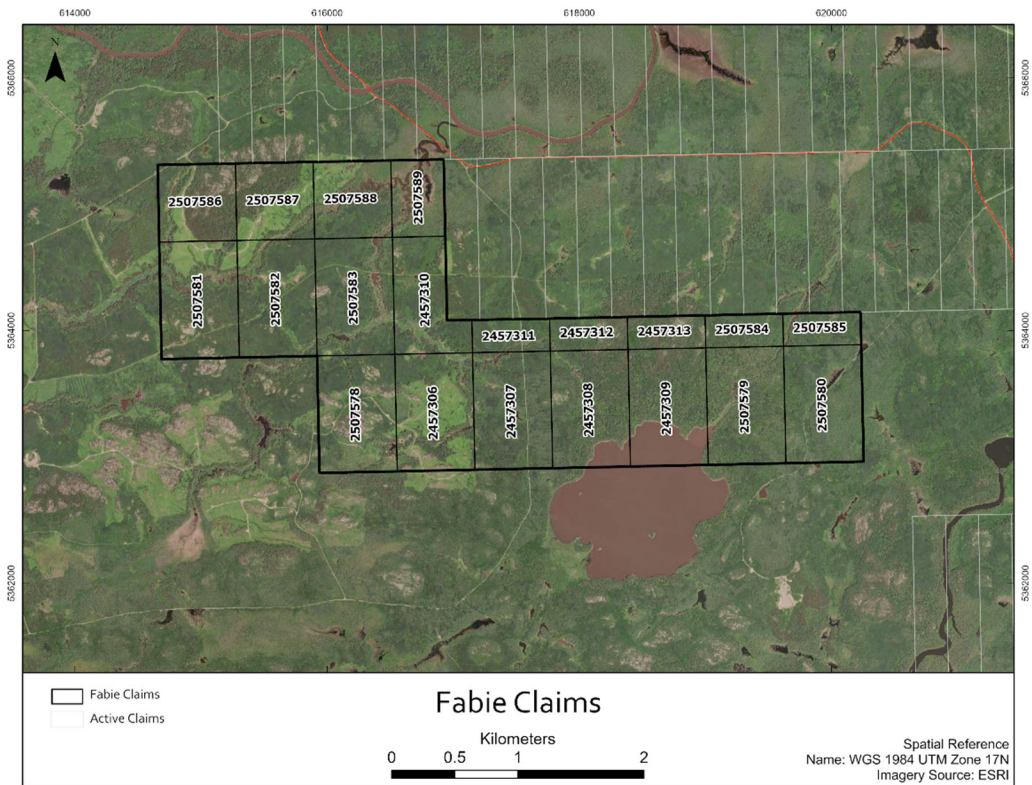 614000 616000 618000 620000
N
5366000 5366000
2507586 2507587 2507588 2507589
2507581 2507582 2507583 2457310
5364000 5364000
2457311 2457312 2457313 2507584 2507585
2507578 2457306 2457307 2457308 2457309 2507579 2507580
5362000 5362000
Fabie Claims
Active Claims
Fabie Claims
Kilometers
0 0.5 1 2
Spatial Reference
Name: WGS 1984 UTM Zone 17N
Imagery Source: ESRI